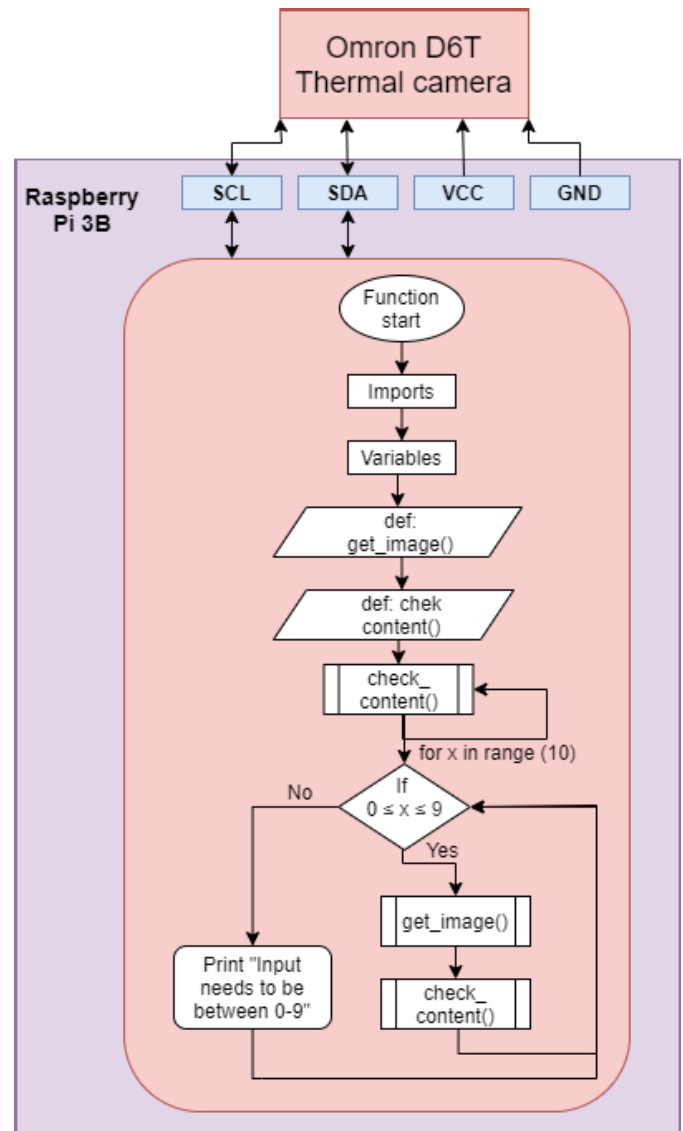 Omron D6T
Thermal camera
Raspberry
Pi 3B
SCL
SDA
VCC
GND
Function
start
Imports
Variables
def:
get_image()
def: chek
content()
check_
content()
for x in range (10)
If
0 ≤ x ≤ 9
No
Yes
get_image()
Print "Input
needs to be
between 0-9"
check_
content()